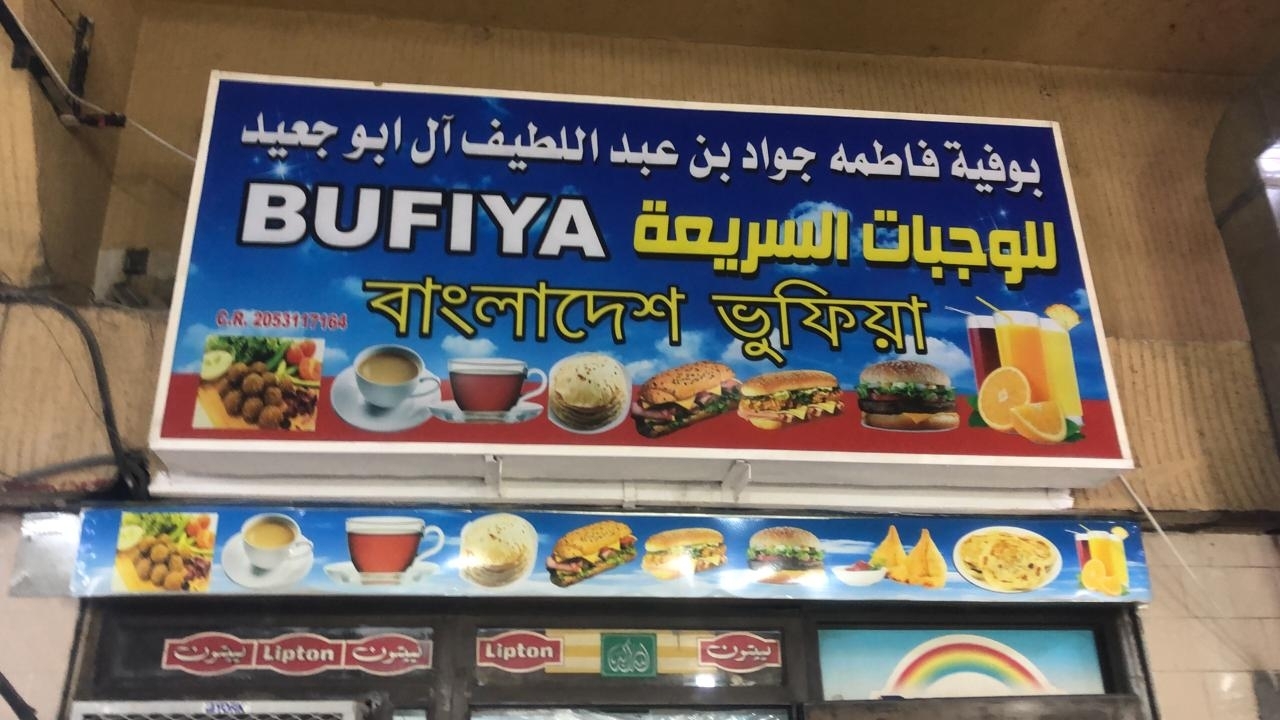 بوفية فاطمه جواد بن عبد اللطيف آل ابو جعيد
BUFIYA للوجبات السريعة
বাংলাদেশ ভুফিয়া
C.R. 2053117164
ليبتون Lipton ليبتون
Lipton
ليبتون